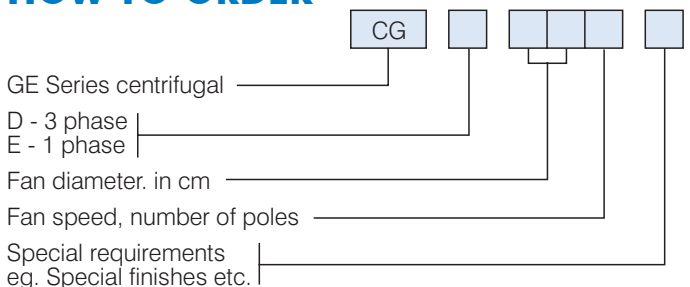 HOW TO ORDER
CG
GE Series centrifugal
D - 3 phase
E - 1 phase
Fan diameter. in cm
Fan speed, number of poles
Special requirements
eg. Special finishes etc.